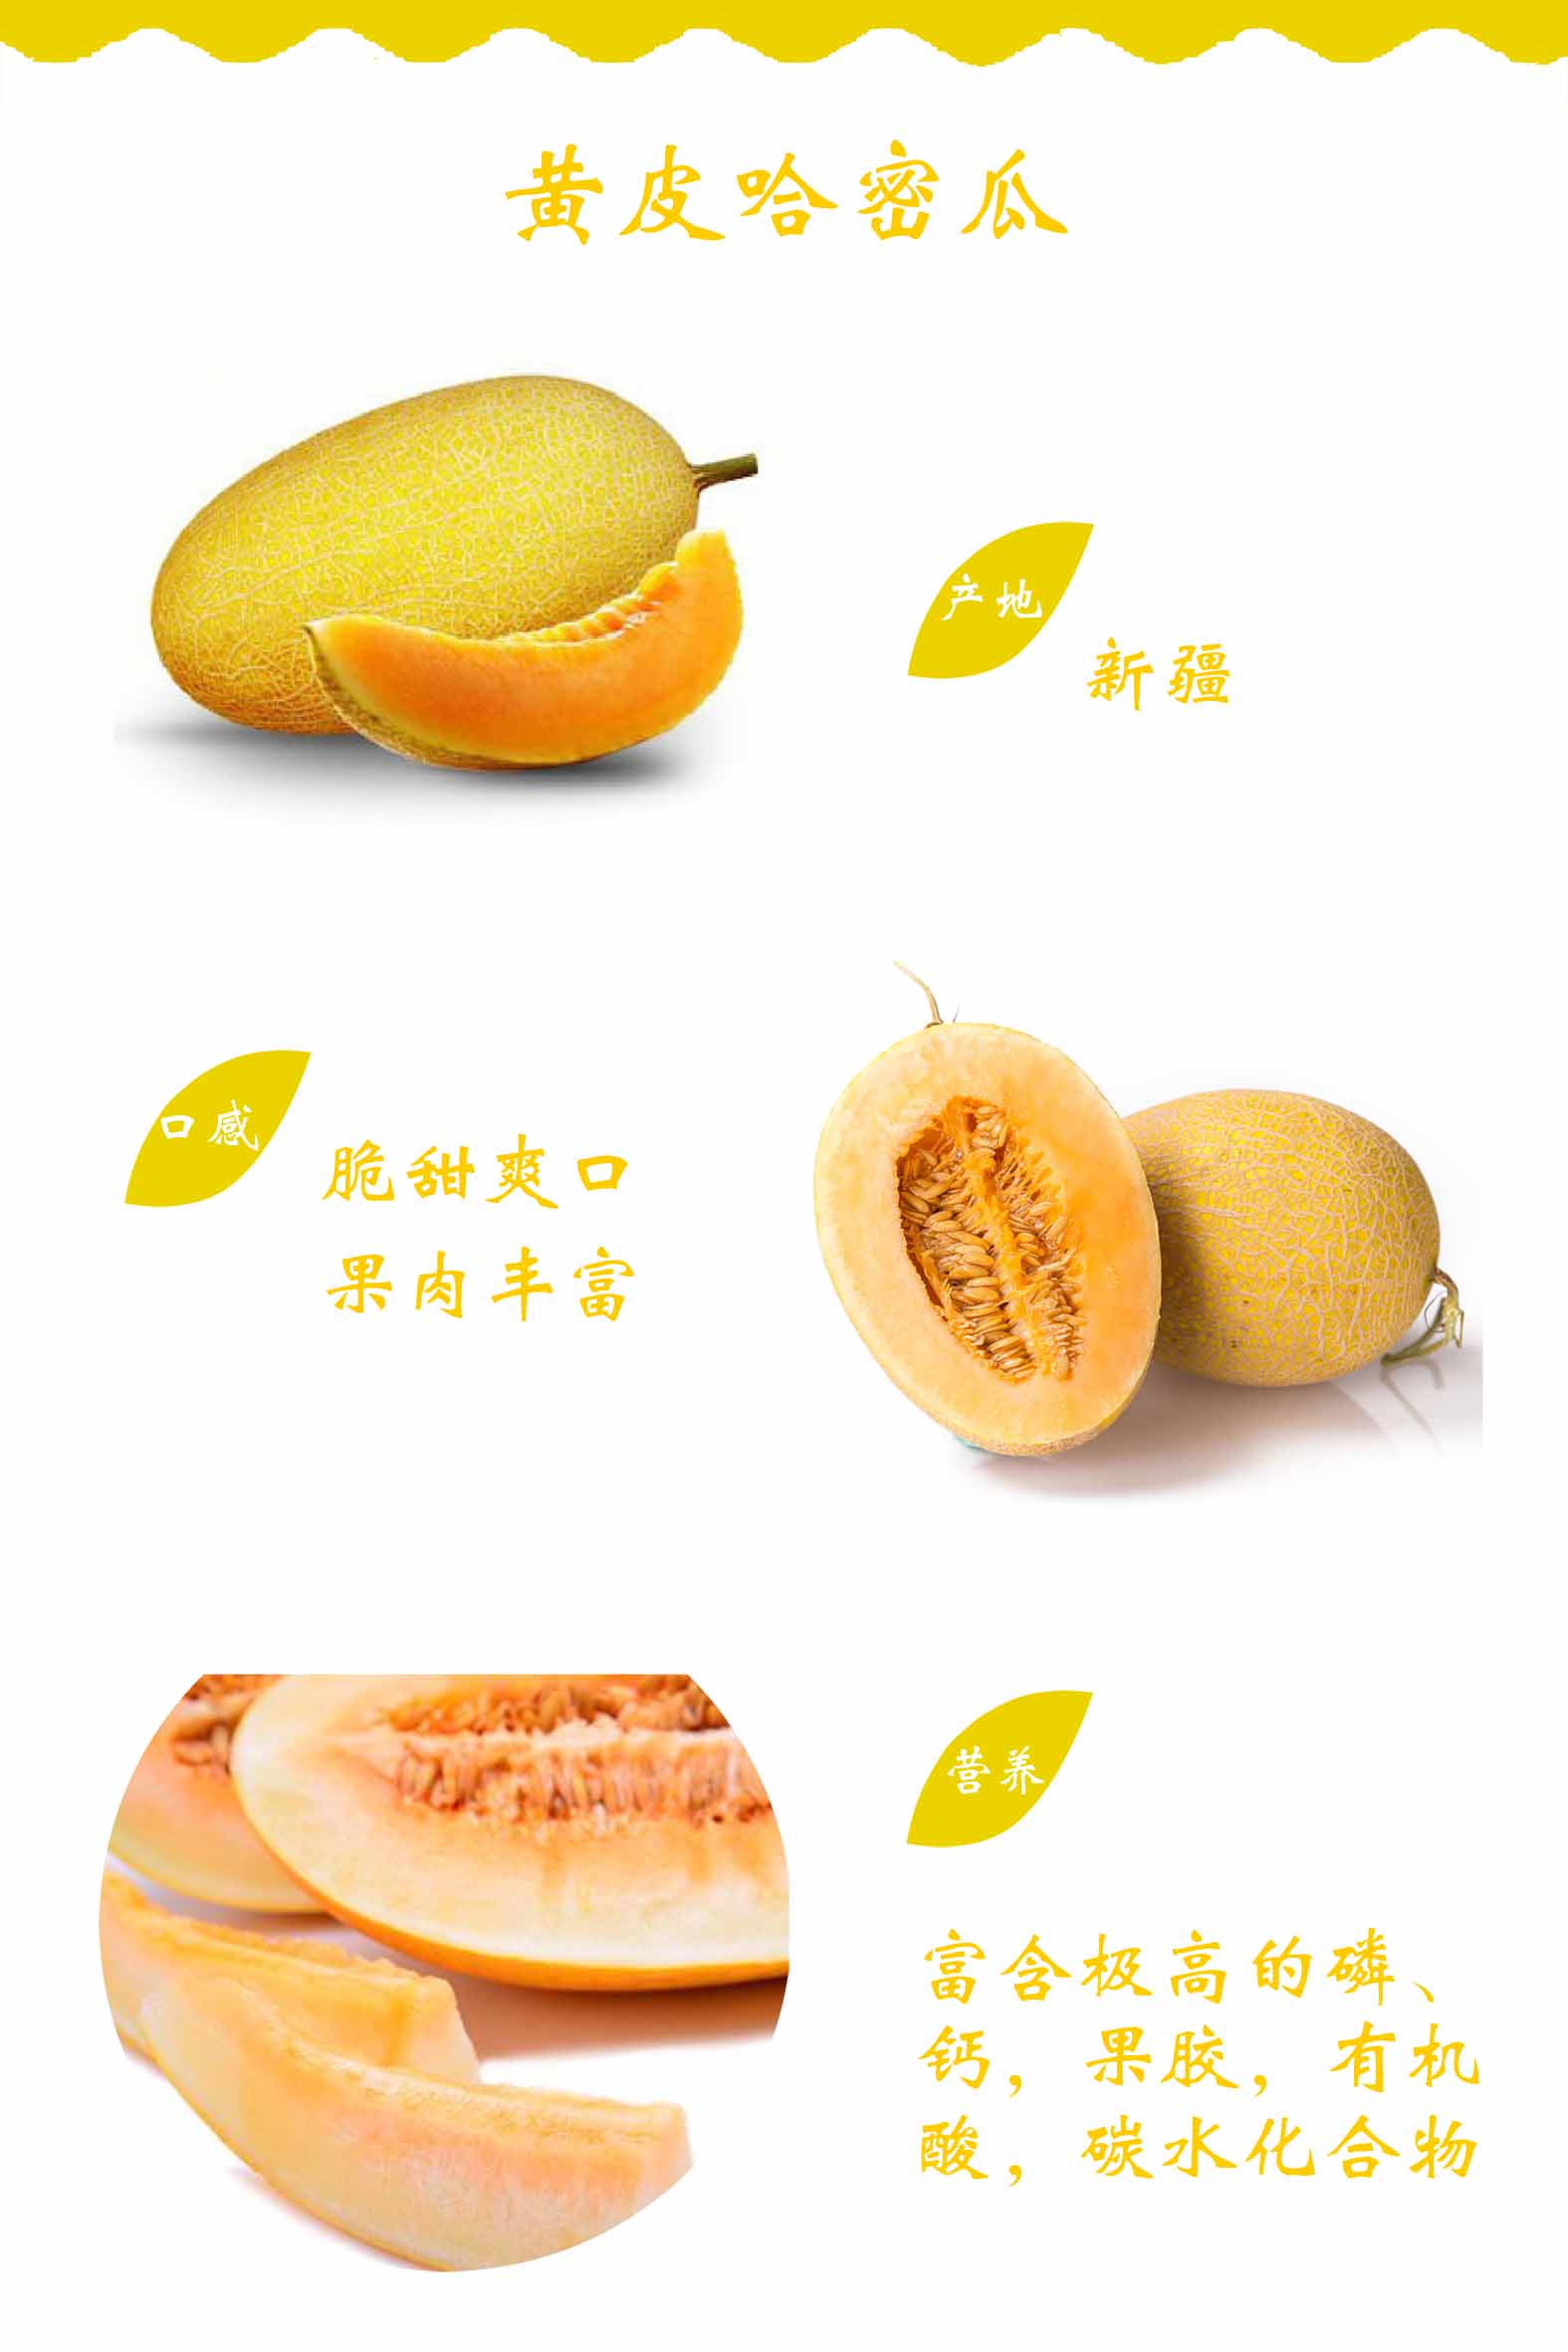 黄皮哈密瓜
产地
新疆
口感
脆甜爽口
果肉丰富
营养
富含极高的磷、
钙，果胶，有机
酸，碳水化合物